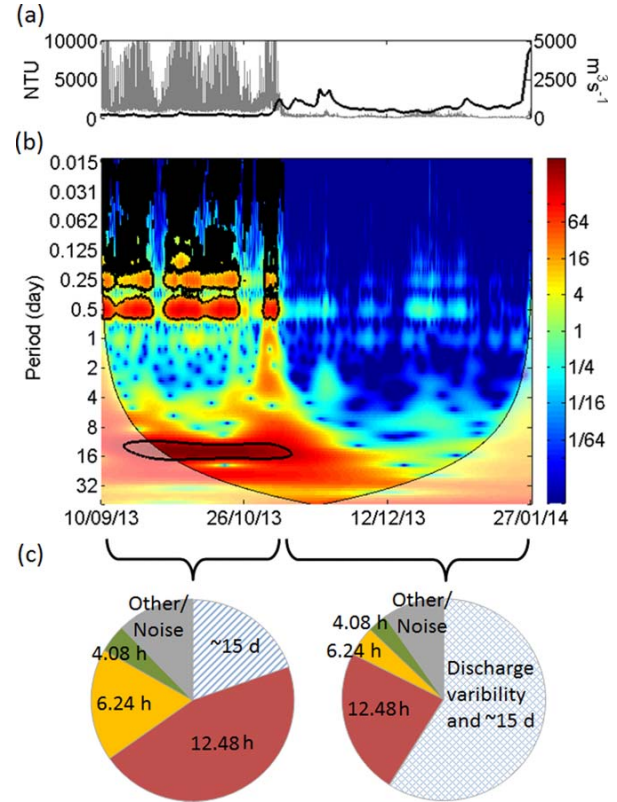 (a)
10000
5000
0
NTU
5000
2500
0
m³s⁻¹
(b)
0.015
0.031
0.062
0.125
0.25
0.5
1
2
4
8
16
32
Period (day)
64
16
4
1
1/4
1/16
1/64
10/09/13
26/10/13
12/12/13
27/01/14
(c)
Other/
Noise
4.08 h
6.24 h
12.48 h
~15 d
Other/
Noise
4.08 h
6.24 h
12.48 h
Discharge
varibility
and ~15 d